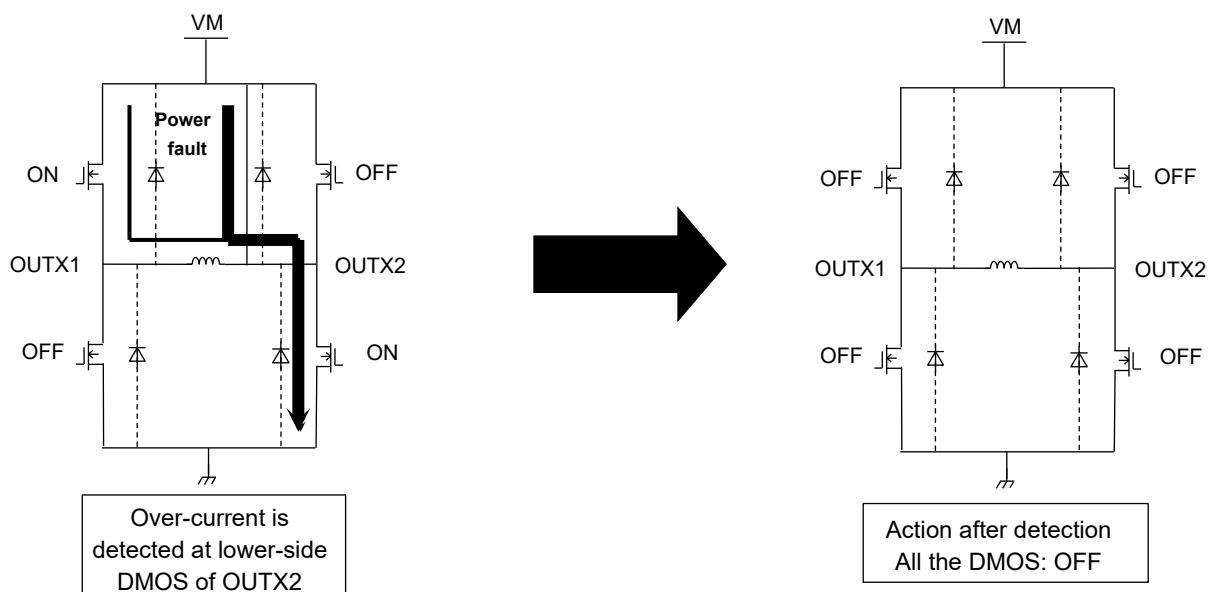 VM
Power
fault
ON
OFF
OUTX1
OUTX2
OFF
ON
Over-current is
detected at lower-side
DMOS of OUTX2
VM
OFF
OFF
OUTX1
OUTX2
OFF
OFF
Action after detection
All the DMOS: OFF